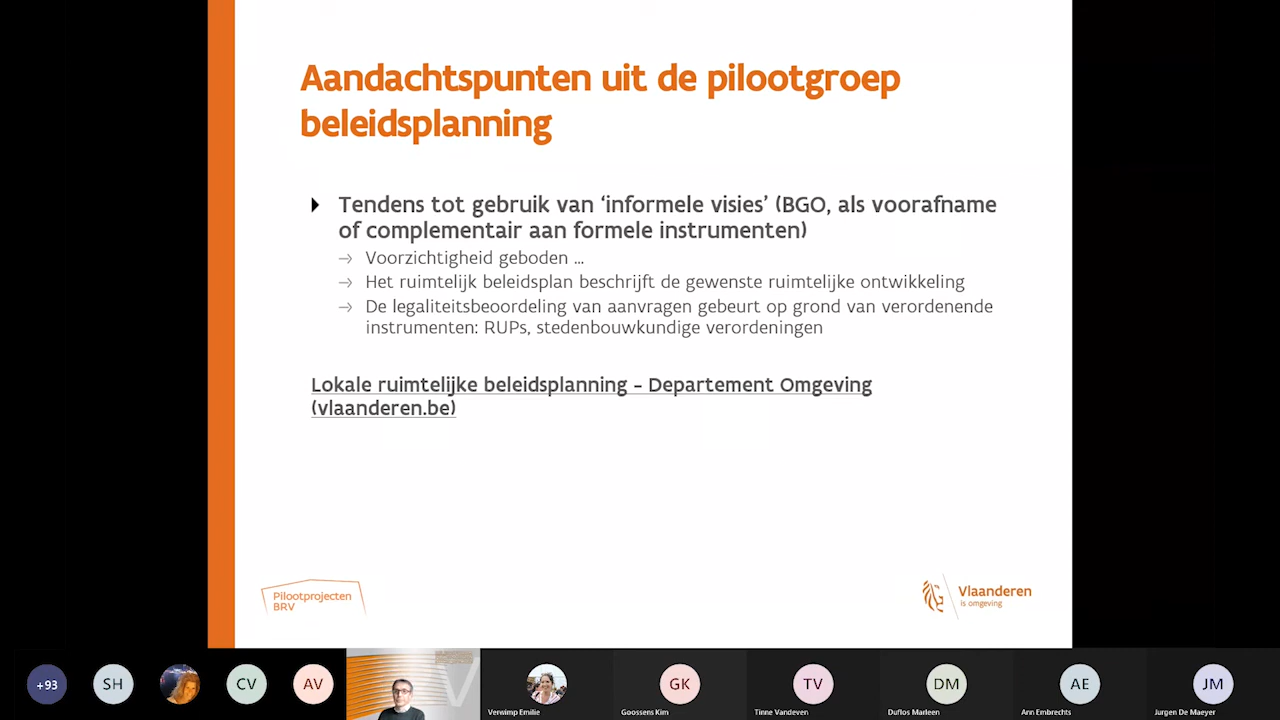 Aandachtspunten uit de pilootgroep
beleidsplanning
Tendens tot gebruik van ‘informele visies’ (BGO, als voorafname
of complementair aan formele instrumenten)
Voorzichtigheid geboden ...
Het ruimtelijk beleidsplan beschrijft de gewenste ruimtelijke ontwikkeling
De legaliteitsbeoordeling van aanvragen gebeurt op grond van verordenende
instrumenten: RUPs, stedenbouwkundige verordeningen
Lokale ruimtelijke beleidsplanning - Departement Omgeving
(vlaanderen.be)
Pilootprojecten
BRV
Vlaanderen
is omgeving
+93
SH
CV
AV
GK
TV
DM
AE
JM
Verwimp Emilie
Goossens Kim
Tinne Vandeven
Duflos Marleen
Ann Embrechts
Jurgen De Maeyer